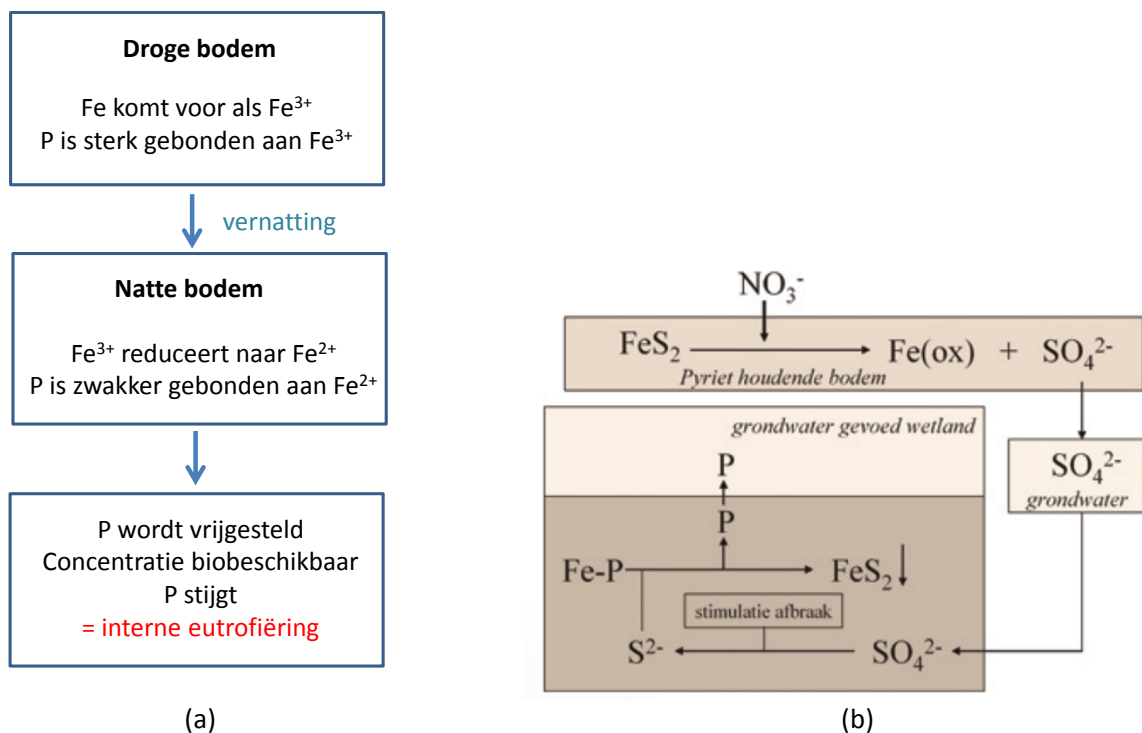 Droge bodem
Fe komt voor als Fe³⁺
P is sterk gebonden aan Fe³⁺
vernatting
Natte bodem
Fe³⁺ reduceert naar Fe²⁺
P is zwakker gebonden aan Fe²⁺
P wordt vrijgesteld
Concentratie biobeschikbaar
P stijgt
= interne eutrofiëring
(a)
NO₃⁻
FeS₂ Fe(ox) + SO₄²⁻
Pyriet houdende bodem
grondwater gevoed wetland
SO₄²⁻
grondwater
P
P
Fe-P FeS₂
stimulatie afbraak
S²⁻ SO₄²⁻
(b)